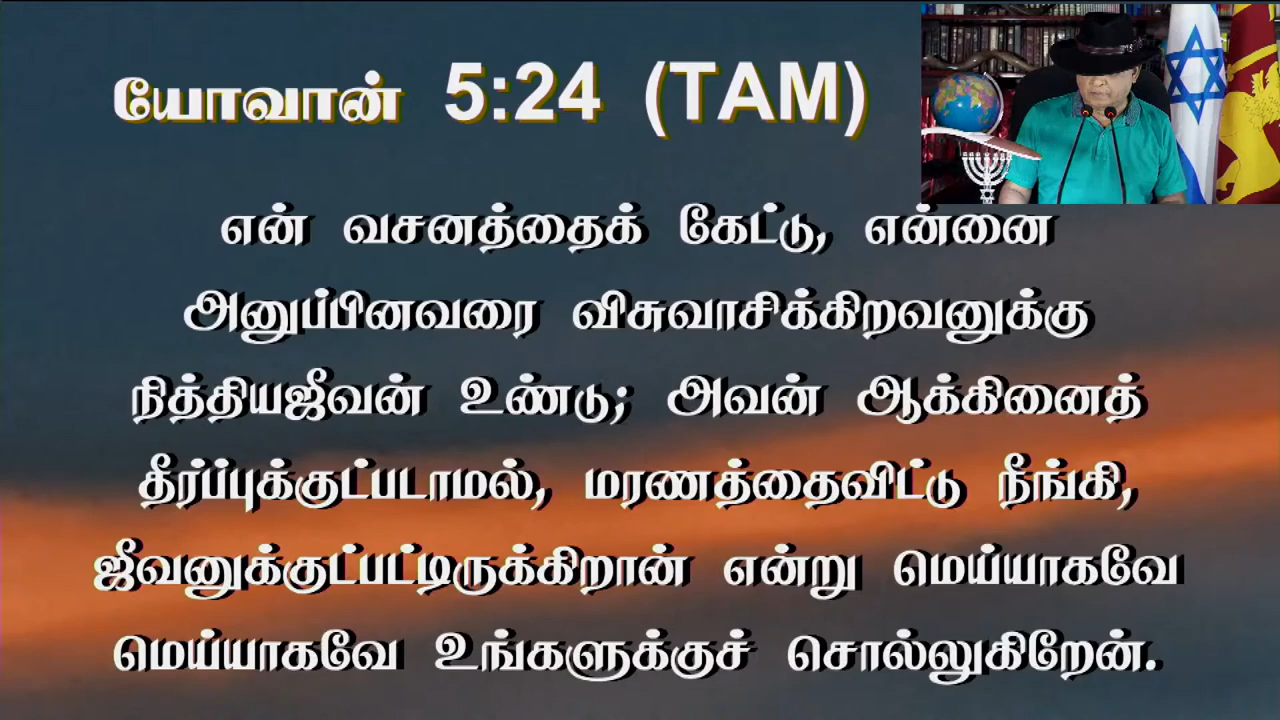 யோவான் 5:24 (TAM)
என் வசனத்தைக் கேட்டு, என்னை
அனுப்பினவரை விசுவாசிக்கிறவனுக்கு
நித்தியஜீவன் உண்டு; அவன் ஆக்கினைத்
தீர்ப்புக்குட்படாமல், மரணத்தைவிட்டு நீங்கி,
ஜீவனுக்குட்பட்டிருக்கிறான் என்று மெய்யாகவே
மெய்யாகவே உங்களுக்குச் சொல்லுகிறேன்.